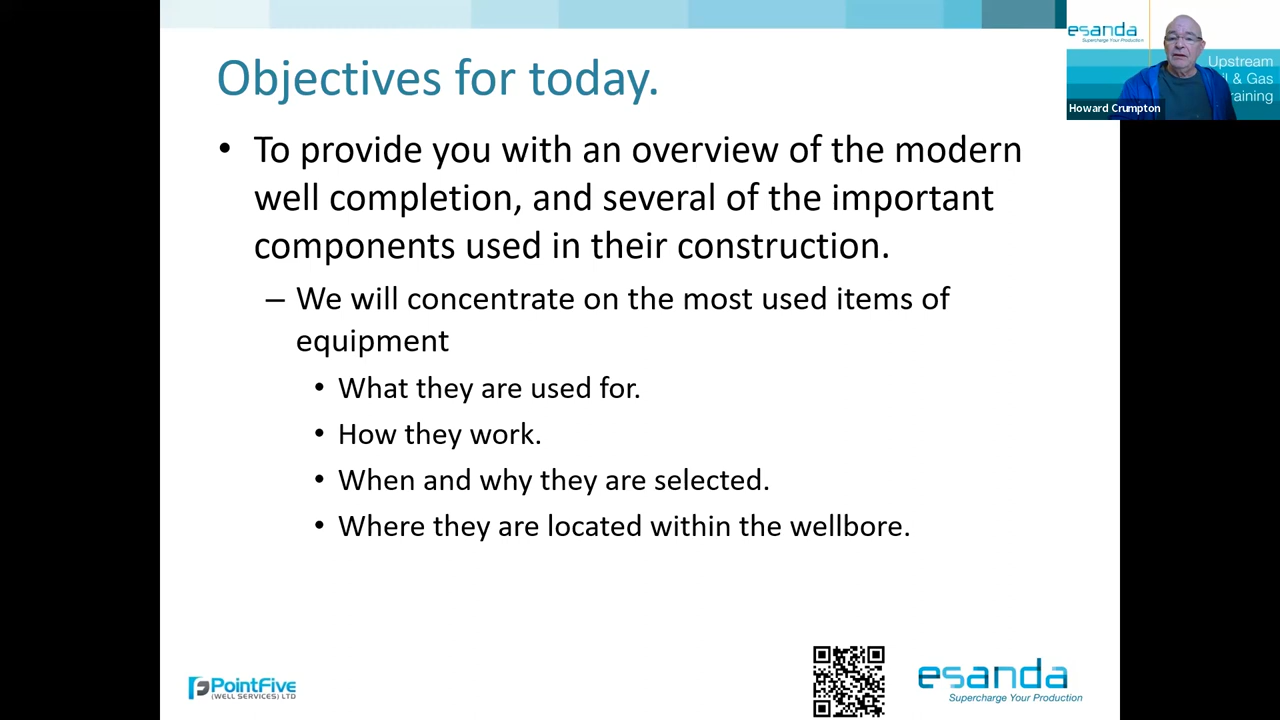 Objectives for today.
• To provide you with an overview of the modern
well completion, and several of the important
components used in their construction.
– We will concentrate on the most used items of
equipment
• What they are used for.
• How they work.
• When and why they are selected.
• Where they are located within the wellbore.
esanda
Supercharge Your Production
Upstream
& Gas
Howard Crumpton
PointFive
(WELL SERVICES) LTD
esanda
Supercharge Your Production